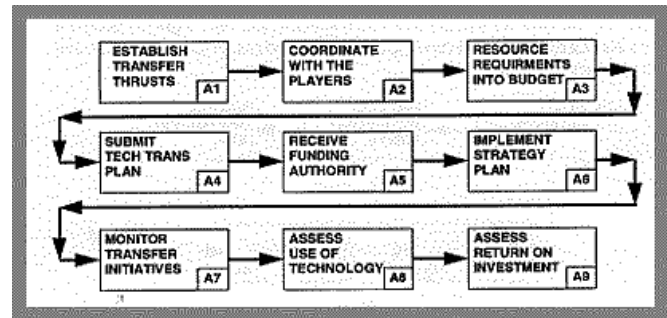 ESTABLISH
TRANSFER
THRUSTS
A1
COORDINATE
WITH THE
PLAYERS
A2
RESOURCE
REQUIRMENTS
INTO BUDGET
A3
SUBMIT
TECH TRANS
PLAN
A4
RECEIVE
FUNDING
AUTHORITY
A5
IMPLEMENT
STRATEGY
PLAN
A6
MONITOR
TRANSFER
INITIATIVES
A7
ASSESS
USE OF
TECHNOLOGY
A8
ASSESS
RETURN ON
INVESTMENT
A9